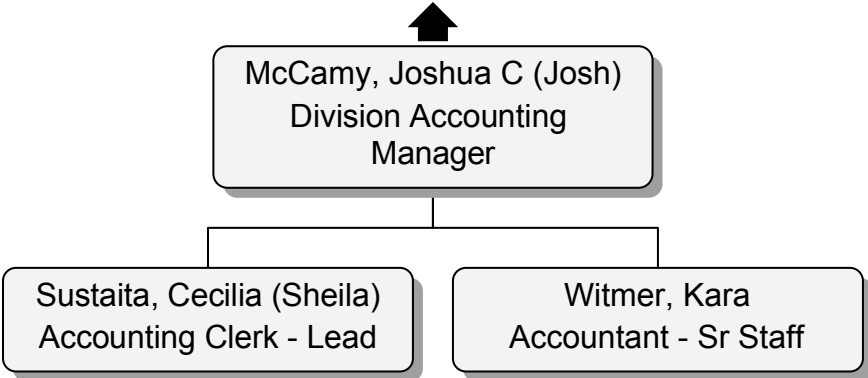 McCamy, Joshua C (Josh)
Division Accounting
Manager
Sustaita, Cecilia (Sheila)
Accounting Clerk - Lead
Witmer, Kara
Accountant - Sr Staff